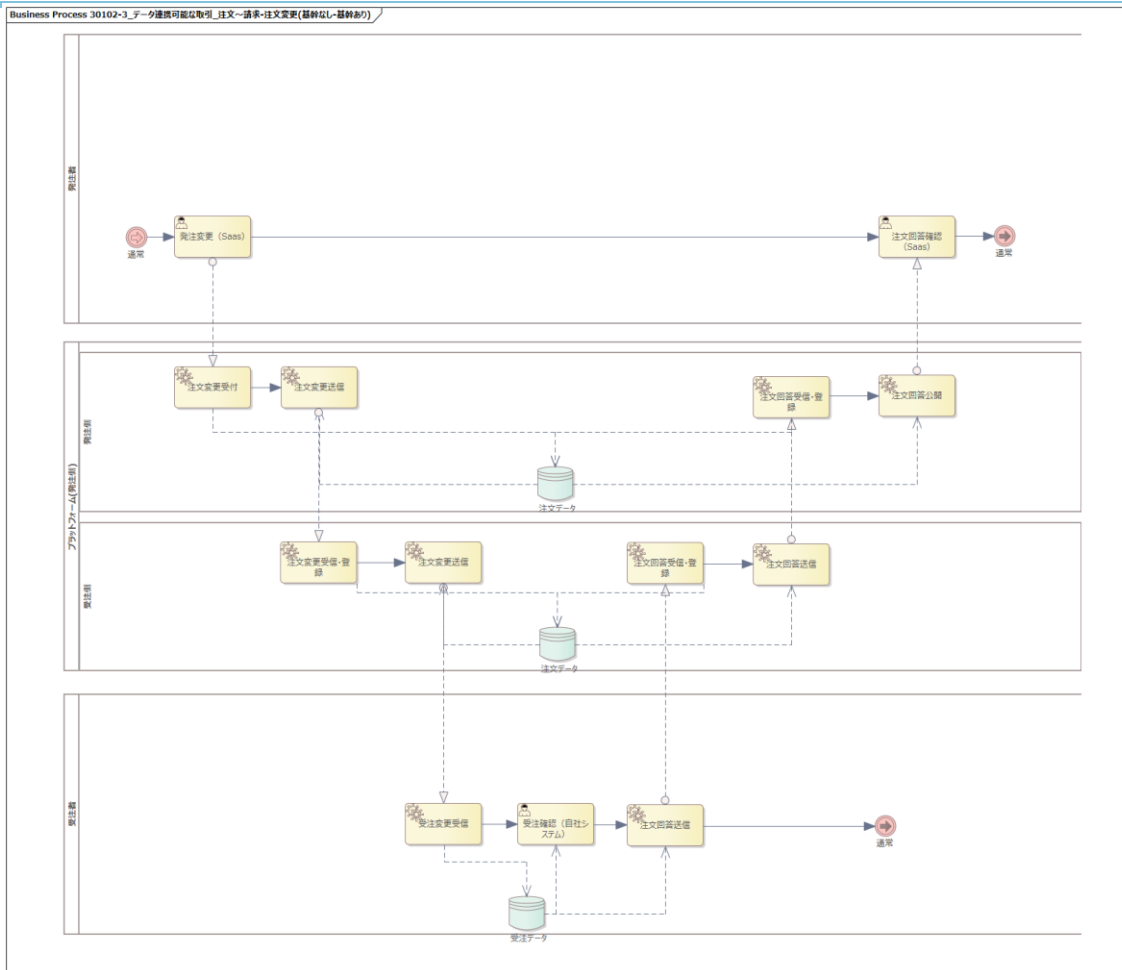 Business Process 30102-3_データ連携可能な取引_注文～請求-注文変更(基幹なし-基幹あり)
発注者
通常
発注変更（Saas）
注文回答確認
（Saas）
通常
プラットフォーム(発注側)
発注側
注文変更受付
注文変更送信
注文回答受信・登
録
注文回答公開
注文データ
受注側
注文変更受信・登
録
注文変更送信
注文回答受信・登
録
注文回答送信
注文データ
受注者
受注変更受信
受注確認（自社シ
ステム）
注文回答送信
通常
受注データ